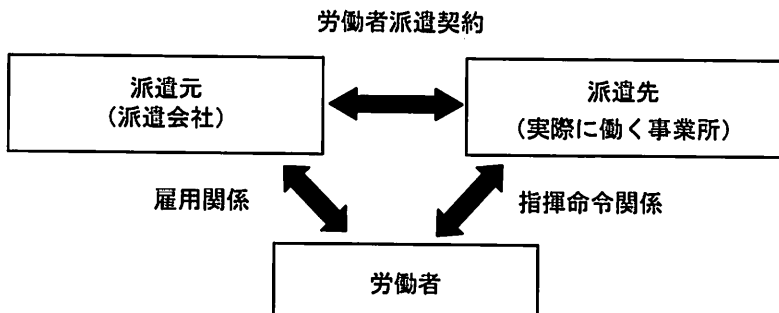 労働者派遣契約
派遣元
(派遣会社)
派遣先
(実際に働く事業所)
雇用関係
指揮命令関係
労働者